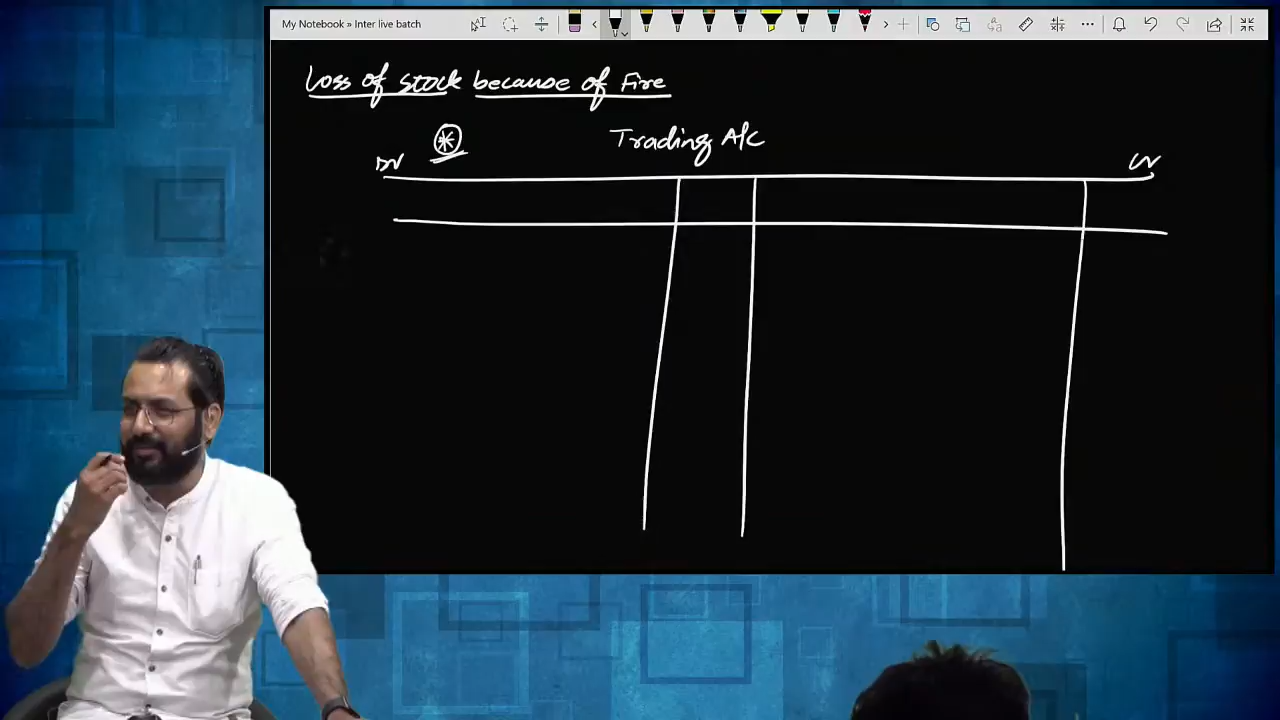 My Notebook » Inter live batch
Loss of stock because of Fire
Trading A/c
Dr
Cr